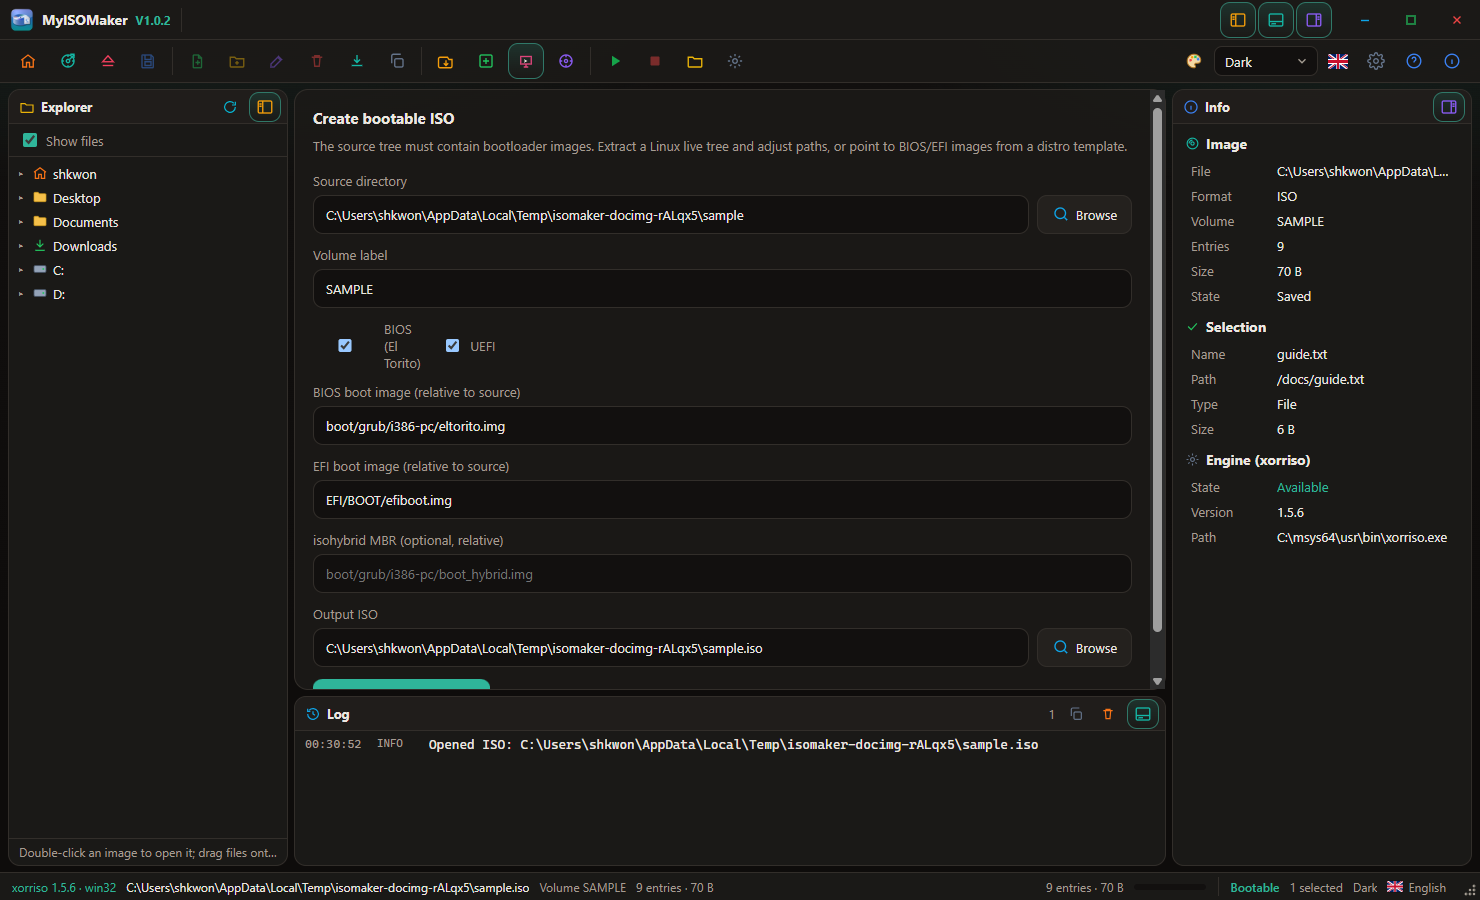 MyISOMaker V1.0.2
Dark
Explorer
Show files
shkwon
Desktop
Documents
Downloads
C:
D:
Double-click an image to open it; drag files ont...
Create bootable ISO
The source tree must contain bootloader images. Extract a Linux live tree and adjust paths, or point to BIOS/EFI images from a distro template.
Source directory
C:\Users\shkwon\AppData\Local\Temp\isomaker-docimg-rALqx5\sample
Browse
Volume label
SAMPLE
BIOS
(El
Torito)
UEFI
BIOS boot image (relative to source)
boot/grub/i386-pc/eltorito.img
EFI boot image (relative to source)
EFI/BOOT/efiboot.img
isohybrid MBR (optional, relative)
boot/grub/i386-pc/boot_hybrid.img
Output ISO
C:\Users\shkwon\AppData\Local\Temp\isomaker-docimg-rALqx5\sample.iso
Browse
Log
1
00:30:52 INFO Opened ISO: C:\Users\shkwon\AppData\Local\Temp\isomaker-docimg-rALqx5\sample.iso
Info
Image
File C:\Users\shkwon\AppData\L...
Format ISO
Volume SAMPLE
Entries 9
Size 70 B
State Saved
Selection
Name guide.txt
Path /docs/guide.txt
Type File
Size 6 B
Engine (xorriso)
State Available
Version 1.5.6
Path C:\msys64\usr\bin\xorriso.exe
xorriso 1.5.6 · win32 C:\Users\shkwon\AppData\Local\Temp\isomaker-docimg-rALqx5\sample.iso Volume SAMPLE 9 entries · 70 B 9 entries · 70 B Bootable 1 selected Dark English